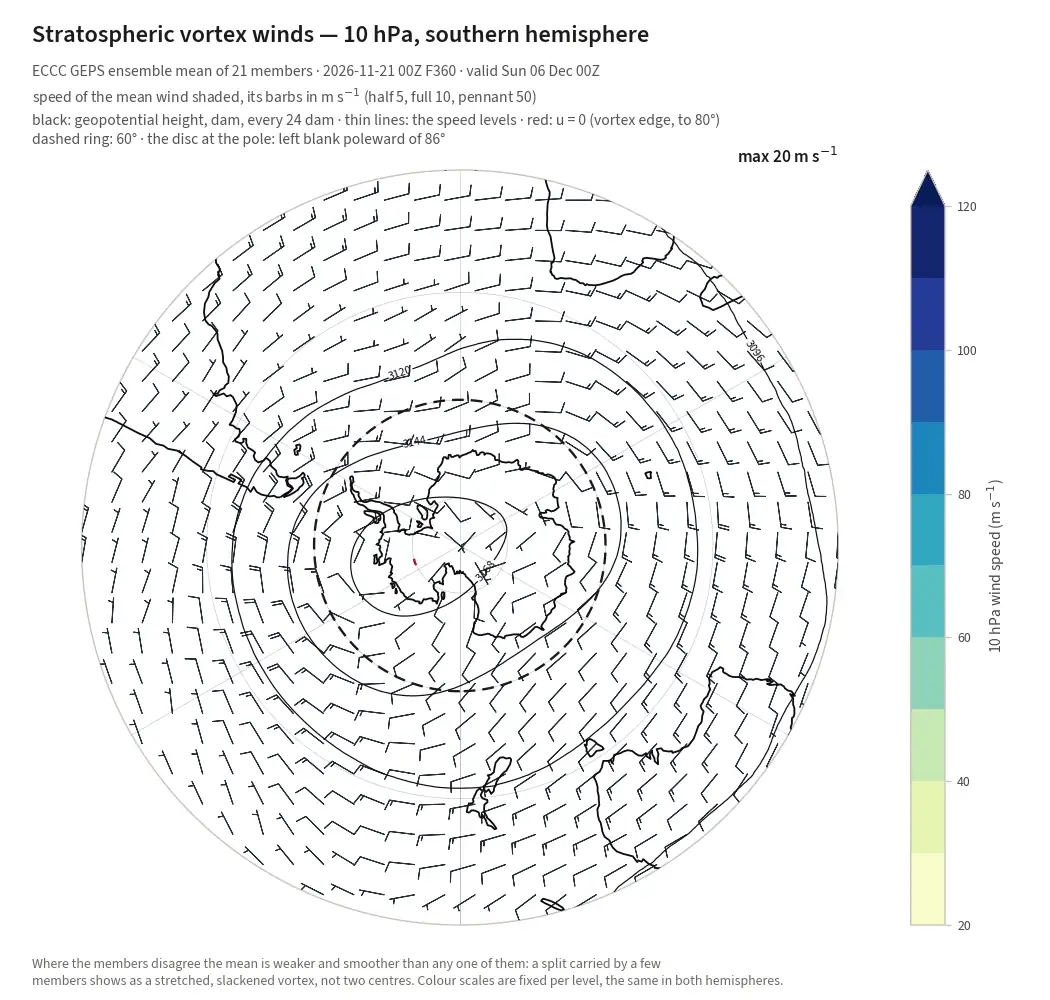 Stratospheric vortex winds — 10 hPa, southern hemisphere
ECCC GEPS ensemble mean of 21 members · 2026-11-21 00Z F360 · valid Sun 06 Dec 00Z
speed of the mean wind shaded, its barbs in m s⁻¹ (half 5, full 10, pennant 50)
black: geopotential height, dam, every 24 dam · thin lines: the speed levels · red: u = 0 (vortex edge, to 80°)
dashed ring: 60° · the disc at the pole: left blank poleward of 86°
max 20 m s⁻¹
120
100
80
60
40
20
10 hPa wind speed (m s⁻¹)
3096
3120
3144
3168
Where the members disagree the mean is weaker and smoother than any one of them: a split carried by a few
members shows as a stretched, slackened vortex, not two centres. Colour scales are fixed per level, the same in both hemispheres.